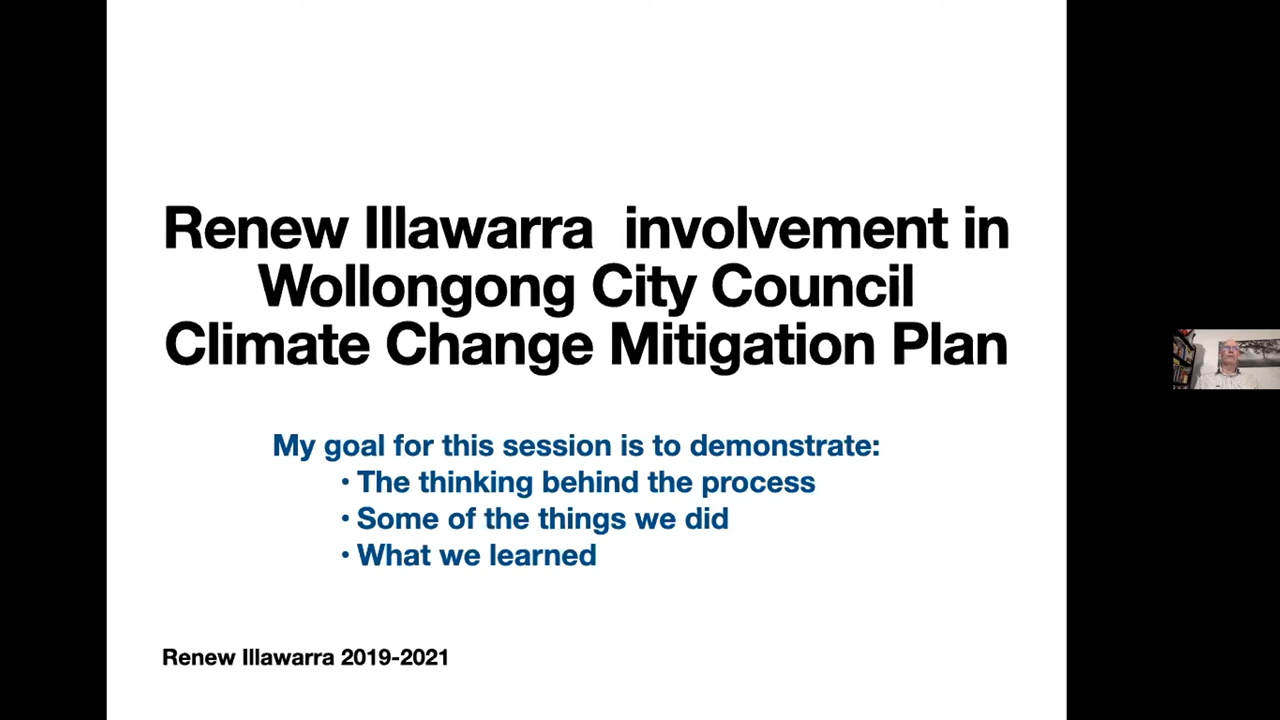 Renew Illawarra  involvement in
Wollongong City Council
Climate Change Mitigation Plan
My goal for this session is to demonstrate:
• The thinking behind the process
• Some of the things we did
• What we learned
Renew Illawarra 2019-2021